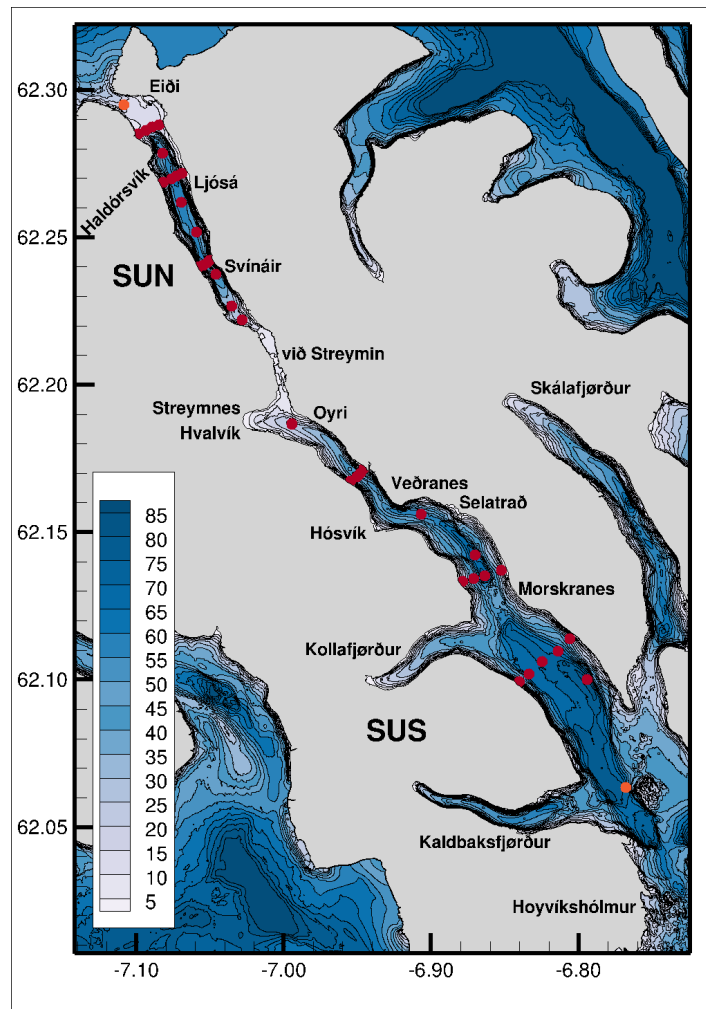 62.30
62.25
62.20
62.15
62.10
62.05
-7.10
-7.00
-6.90
-6.80
Eiði
Haldórsvík
Ljósá
Svínáir
SUN
við Streymin
Streymnes
Hvalvík
Oyri
Skálafjørður
Veðranes
Selatrað
Hósvík
Morskranes
Kollafjørður
SUS
Kaldbaksfjørður
Hoyvíkshólmur
85
80
75
70
65
60
55
50
45
40
35
30
25
20
15
10
5